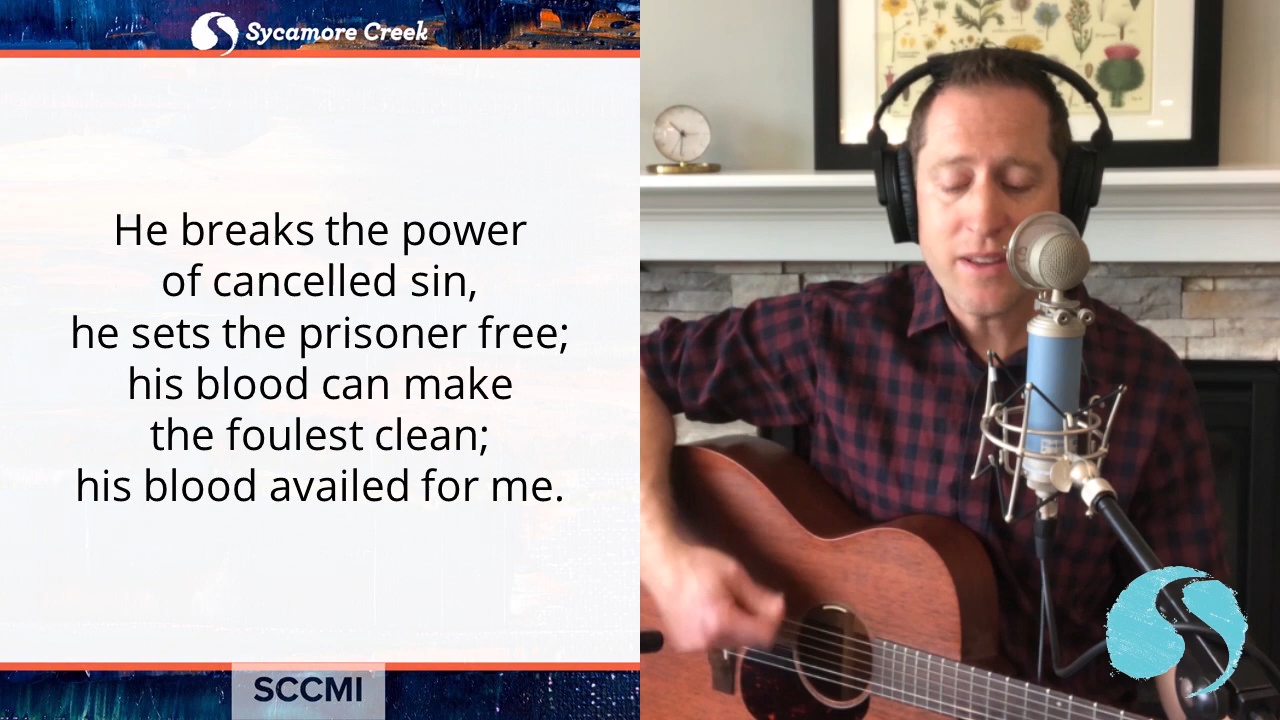 Sycamore Creek
He breaks the power
of cancelled sin,
he sets the prisoner free;
his blood can make
the foulest clean;
his blood availed for me.
SCCMI